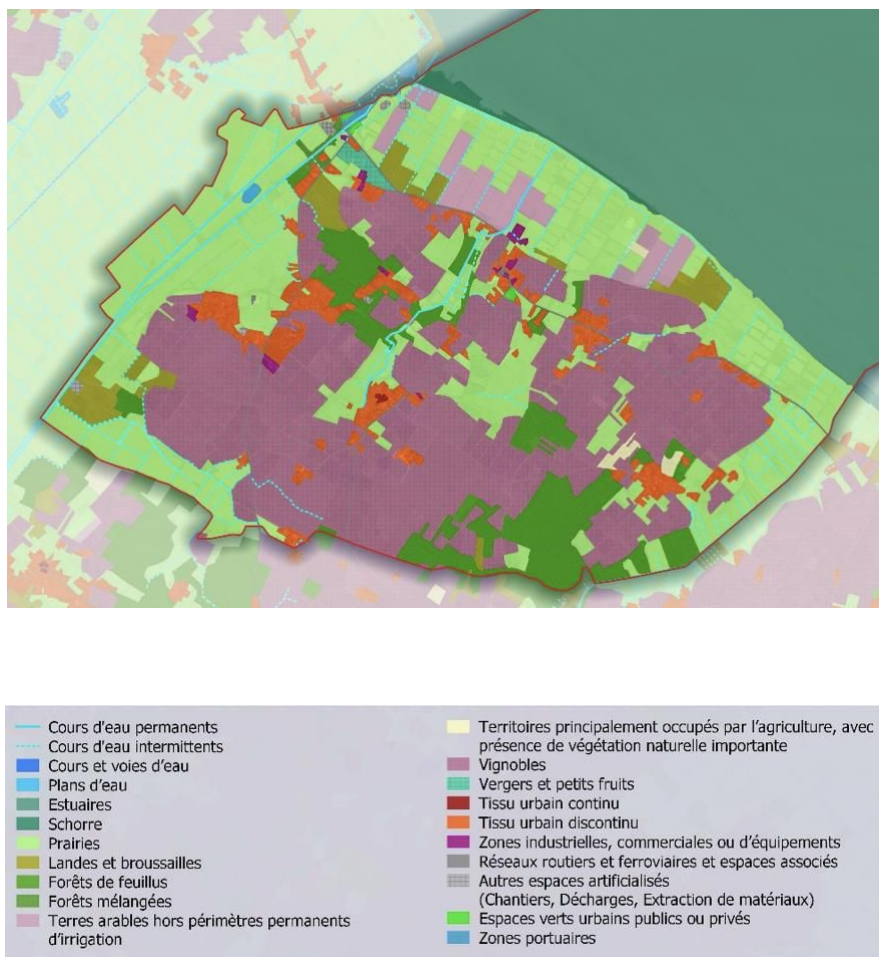 Cours d'eau permanents
Cours d'eau intermittents
Cours et voies d'eau
Plans d'eau
Estuaires
Schorre
Prairies
Landes et broussailles
Forêts de feuillus
Forêts mélangées
Terres arables hors périmètres permanents
d'irrigation
Territoires principalement occupés par l'agriculture, avec
présence de végétation naturelle importante
Vignobles
Vergers et petits fruits
Tissu urbain continu
Tissu urbain discontinu
Zones industrielles, commerciales ou d'équipements
Réseaux routiers et ferroviaires et espaces associés
Autres espaces artificialisés
(Chantiers, Décharges, Extraction de matériaux)
Espaces verts urbains publics ou privés
Zones portuaires